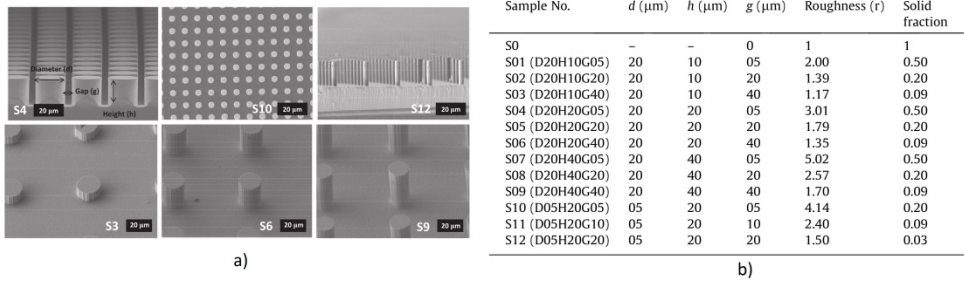 Diameter (d)
Gap (g)
Height (h)
S4 20 μm
S10 20 μm
S12 20 μm
S3 20 μm
S6 20 μm
S9 20 μm
a)
Sample No. d (μm) h (μm) g (μm) Roughness (r) Solid fraction
S0 – – 0 1 1
S01 (D20H10G05) 20 10 05 2.00 0.50
S02 (D20H10G20) 20 10 20 1.39 0.20
S03 (D20H10G40) 20 10 40 1.17 0.09
S04 (D20H20G05) 20 20 05 3.01 0.50
S05 (D20H20G20) 20 20 20 1.79 0.20
S06 (D20H20G40) 20 20 40 1.35 0.09
S07 (D20H40G05) 20 40 05 5.02 0.50
S08 (D20H40G20) 20 40 20 2.57 0.20
S09 (D20H40G40) 20 40 40 1.70 0.09
S10 (D05H20G05) 05 20 05 4.14 0.20
S11 (D05H20G10) 05 20 10 2.40 0.09
S12 (D05H20G20) 05 20 20 1.50 0.03
b)